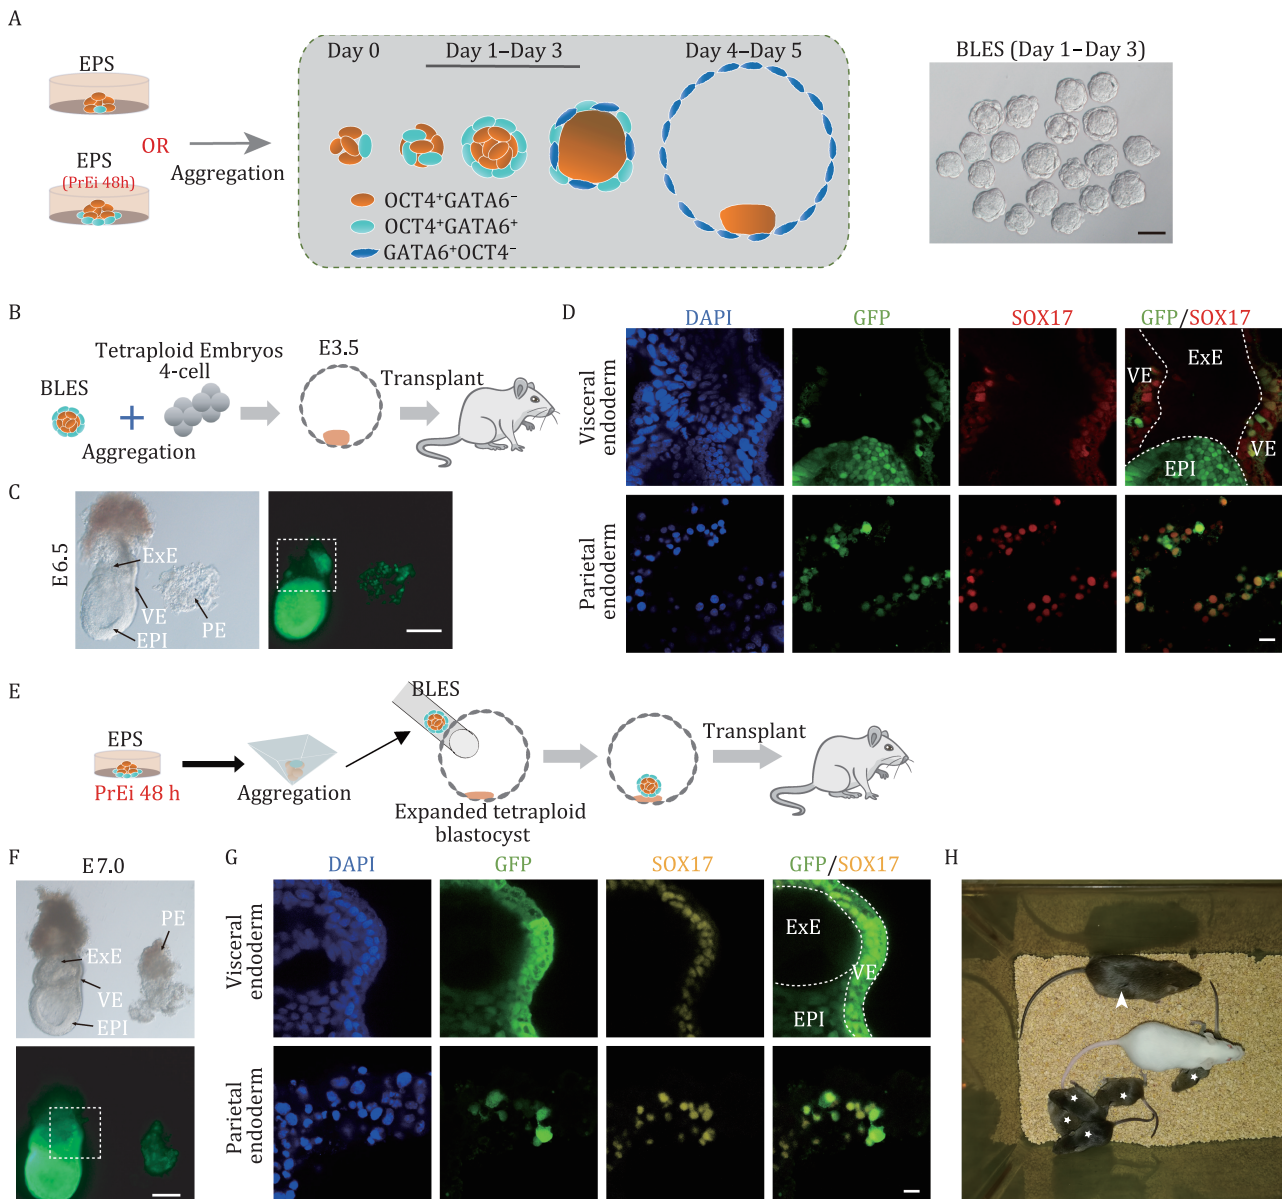 A
EPS
OR
EPS
(PrEi 48h)
Aggregation
Day 0
Day 1–Day 3
Day 4–Day 5
OCT4⁺GATA6⁻
OCT4⁺GATA6⁺
GATA6⁺OCT4⁻
BLES (Day 1–Day 3)
B
BLES
+
Tetraploid Embryos
4-cell
Aggregation
E3.5
Transplant
C
E6.5
ExE
VE
EPI
PE
D
DAPI
GFP
SOX17
GFP/SOX17
Visceral
endoderm
VE
ExE
VE
EPI
Parietal
endoderm
E
EPS
PrEi 48 h
Aggregation
BLES
Expanded tetraploid
blastocyst
Transplant
F
E7.0
PE
ExE
VE
EPI
G
DAPI
GFP
SOX17
GFP/SOX17
Visceral
endoderm
ExE
VE
EPI
Parietal
endoderm
H